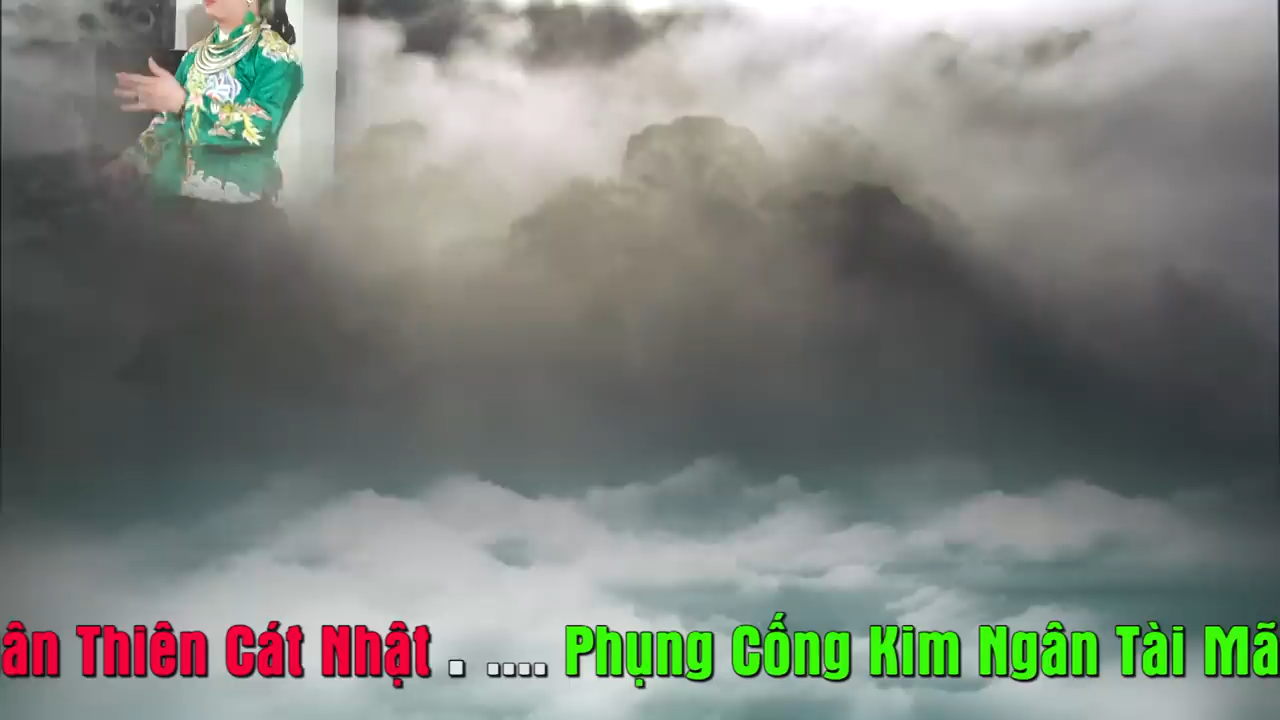 ân Thiên Cát Nhật . .... Phụng Cống Kim Ngân Tài Mã